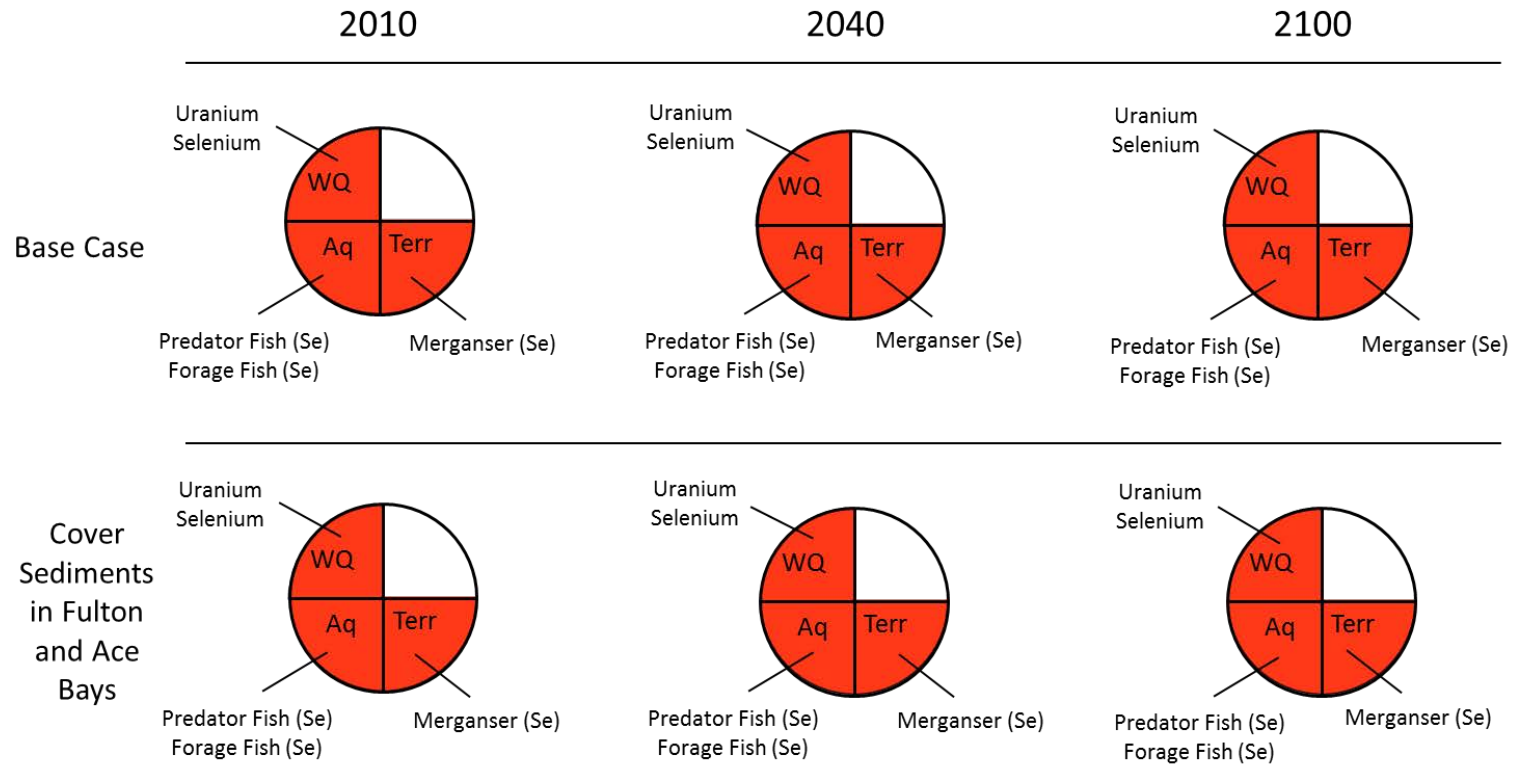 2010
2040
2100
Base Case
Uranium
Selenium
WQ
Aq
Terr
Predator Fish (Se)
Forage Fish (Se)
Merganser (Se)
Uranium
Selenium
WQ
Aq
Terr
Predator Fish (Se)
Forage Fish (Se)
Merganser (Se)
Uranium
Selenium
WQ
Aq
Terr
Predator Fish (Se)
Forage Fish (Se)
Merganser (Se)
Cover
Sediments
in Fulton
and Ace
Bays
Uranium
Selenium
WQ
Aq
Terr
Predator Fish (Se)
Forage Fish (Se)
Merganser (Se)
Uranium
Selenium
WQ
Aq
Terr
Predator Fish (Se)
Forage Fish (Se)
Merganser (Se)
Uranium
Selenium
WQ
Aq
Terr
Predator Fish (Se)
Forage Fish (Se)
Merganser (Se)